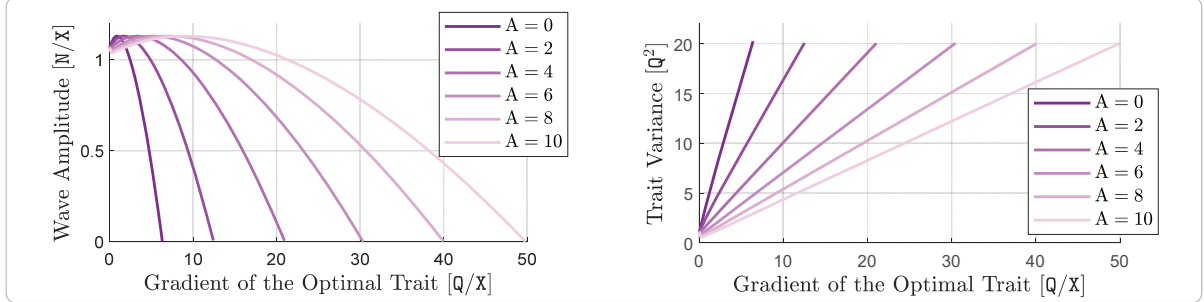 Wave Amplitude [N/X]
1
0.5
0
0 10 20 30 40 50
Gradient of the Optimal Trait [Q/X]
A = 0
A = 2
A = 4
A = 6
A = 8
A = 10
Trait Variance [Q²]
20
15
10
5
0
0 10 20 30 40 50
Gradient of the Optimal Trait [Q/X]
A = 0
A = 2
A = 4
A = 6
A = 8
A = 10